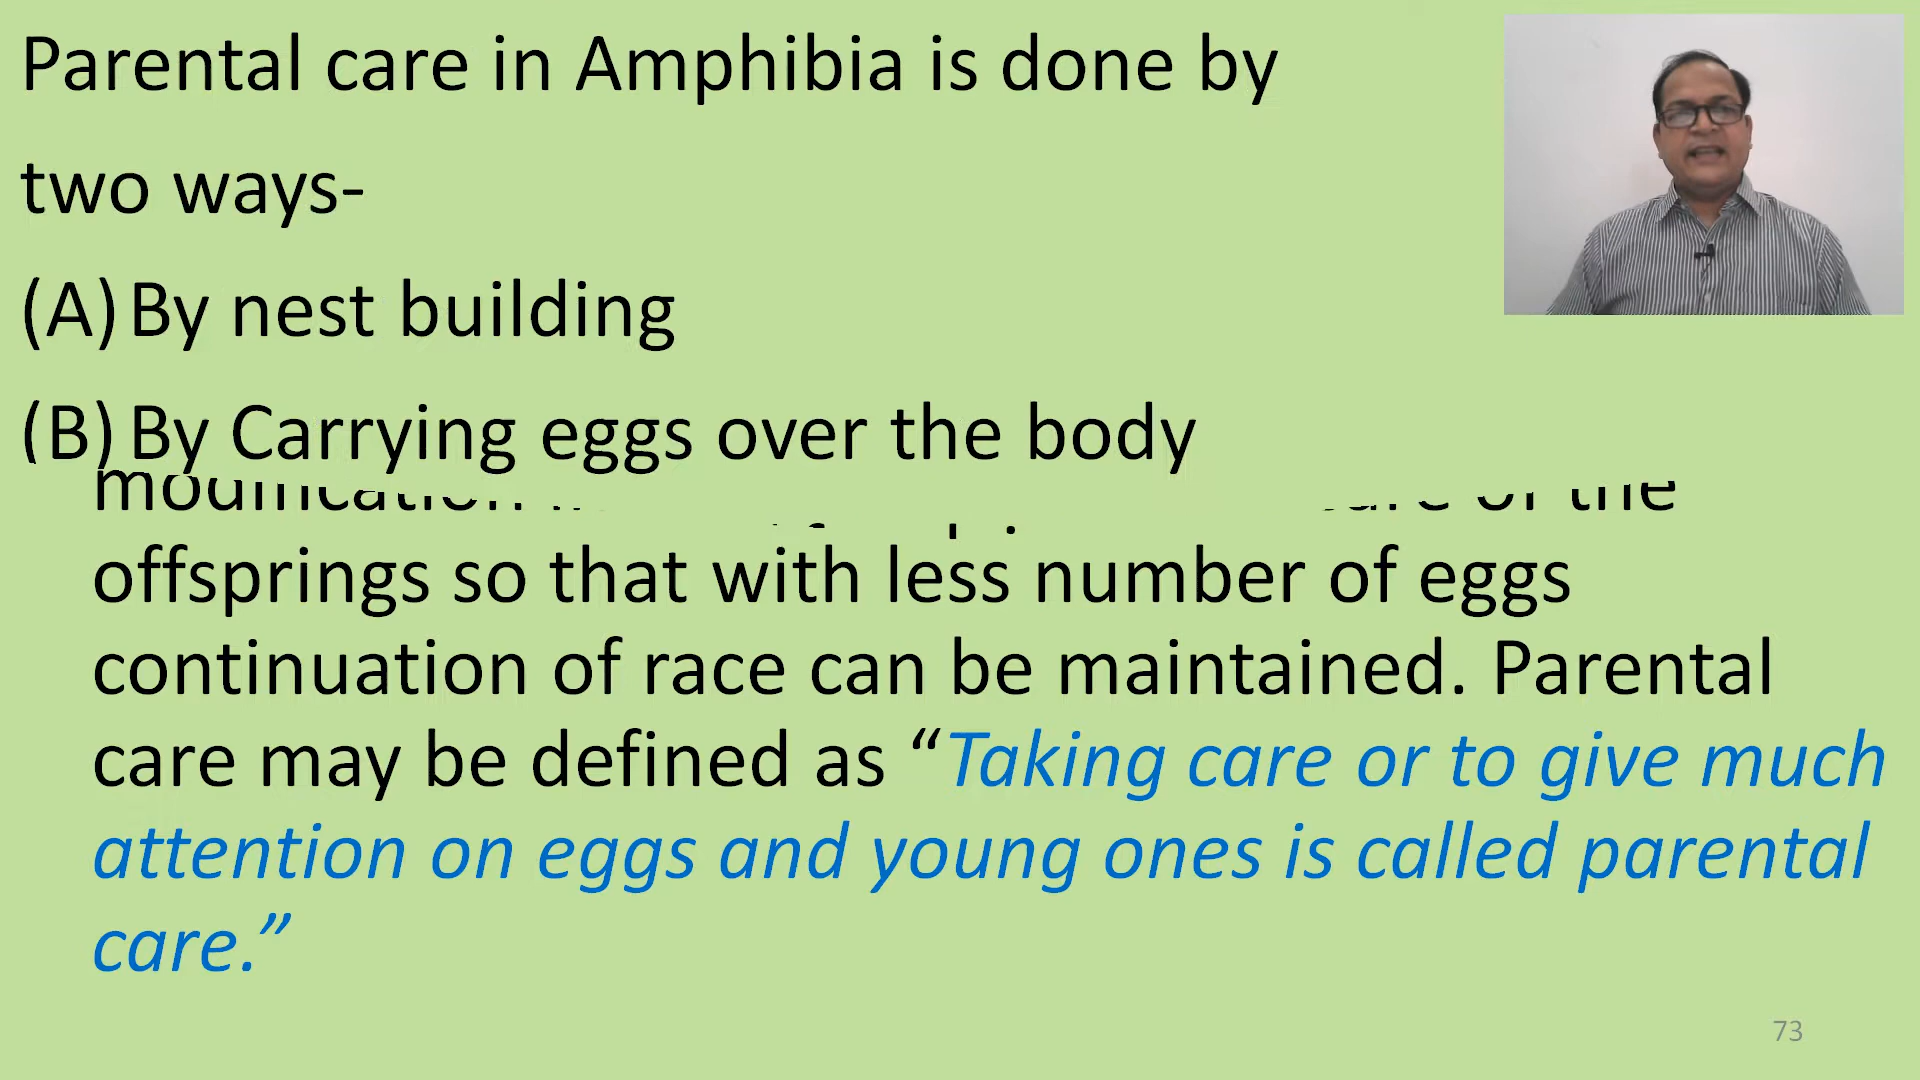 Parental care in Amphibia is done by
two ways-
(A) By nest building
(B) By Carrying eggs over the body
modification of the
offsprings so that with less number of eggs
continuation of race can be maintained. Parental
care may be defined as “Taking care or to give much
attention on eggs and young ones is called parental
care.”
73